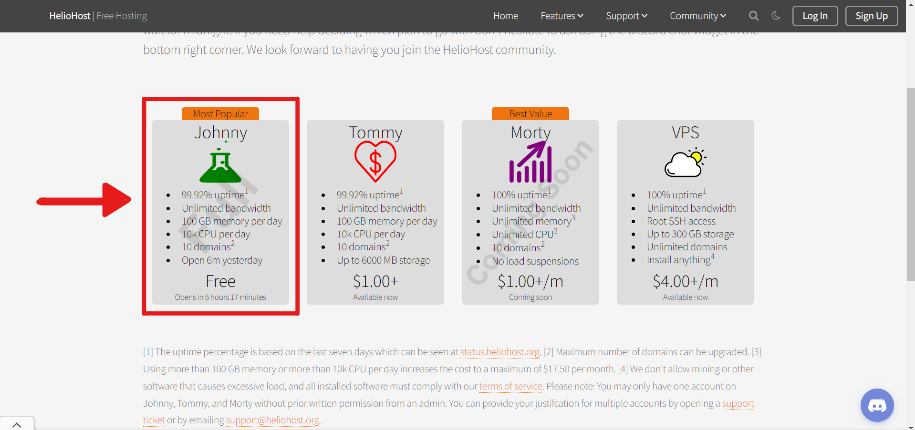 HelioHost | Free Hosting
Home
Features
Support
Community
Log In
Sign Up
bottom right corner. We look forward to having you join the HelioHost community.
Most Popular
Johnny
99.92% uptime1
Unlimited bandwidth
100 GB memory per day
10k CPU per day
10 domains2
Open 6m yesterday
Free
Opens in 6 hours 17 minutes
Tommy
$
99.92% uptime1
Unlimited bandwidth
100 GB memory per day
10k CPU per day
10 domains2
Up to 6000 MB storage
$1.00+
Available now
Best Value
Morty
Coming Soon
100% uptime1
Unlimited bandwidth
Unlimited memory3
Unlimited CPU3
10 domains2
No load suspensions
$1.00+/m
Coming soon
VPS
100% uptime1
Unlimited bandwidth
Root SSH access
Up to 300 GB storage
Unlimited domains
Install anything4
$4.00+/m
Available now
[1] The uptime percentage is based on the last seven days which can be seen at status.heliohost.org. [2] Maximum number of domains can be upgraded. [3]
Using more than 100 GB memory or more than 10k CPU per day increases the cost to a maximum of $17.50 per month. [4] We don't allow mining or other
software that causes excessive load, and all installed software must comply with our terms of service. Please note: You may only have one account on
Johnny, Tommy, and Morty without prior written permission from an admin. You can provide your justifcation for multiple accounts by opening a support
ticket or by emailing support@heliohost.org.